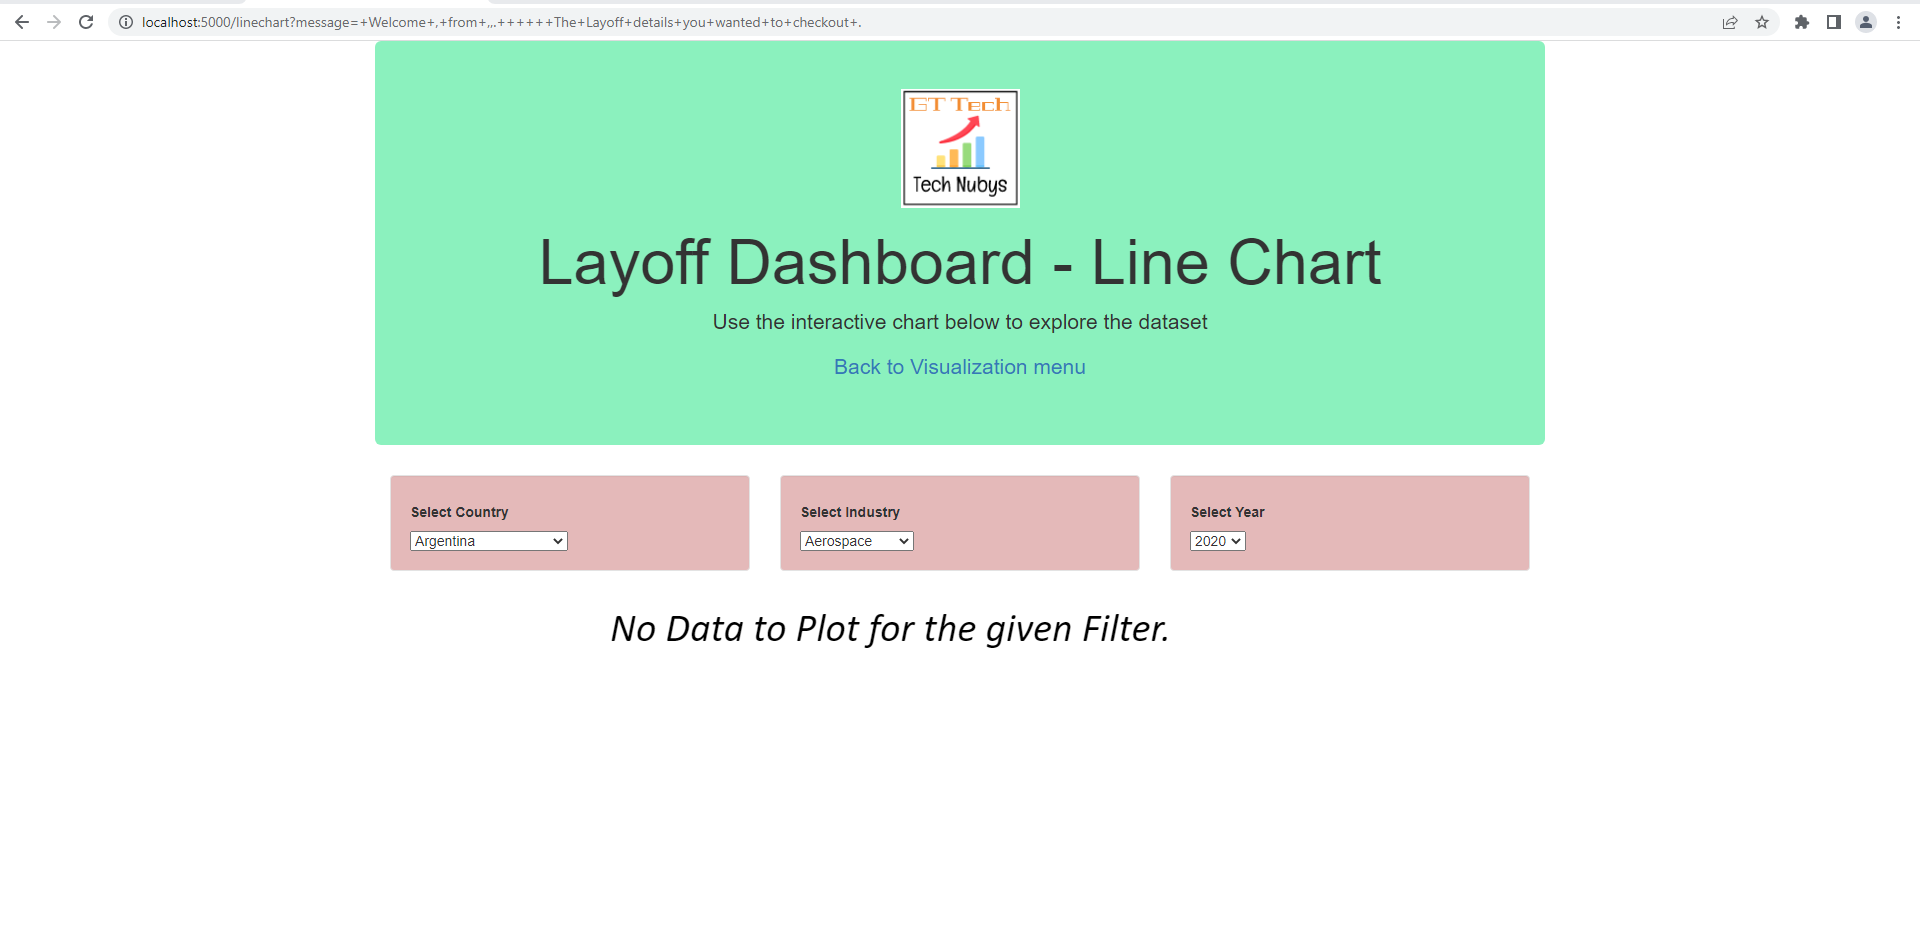 localhost:5000/linechart?message=+Welcome+,+from+,,.++++++The+Layoff+details+you+wanted+to+checkout+.
GT Tech
Tech Nubys
Layoff Dashboard - Line Chart
Use the interactive chart below to explore the dataset
Back to Visualization menu
Select Country
Argentina
Select Industry
Aerospace
Select Year
2020
No Data to Plot for the given Filter.